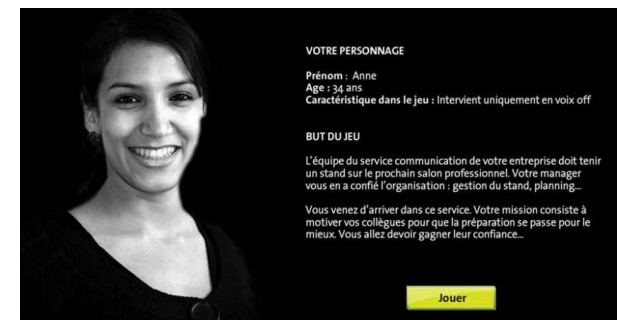 VOTRE PERSONNAGE
Prénom : Anne
Age : 34 ans
Caractéristique dans le jeu : Intervient uniquement en voix off
BUT DU JEU
L'équipe du service communication de votre entreprise doit tenir
un stand sur le prochain salon professionnel. Votre manager
vous en a confié l'organisation : gestion du stand, planning...
Vous venez d'arriver dans ce service. Votre mission consiste à
motiver vos collègues pour que la préparation se passe pour le
mieux. Vous allez devoir gagner leur confiance...
Jouer